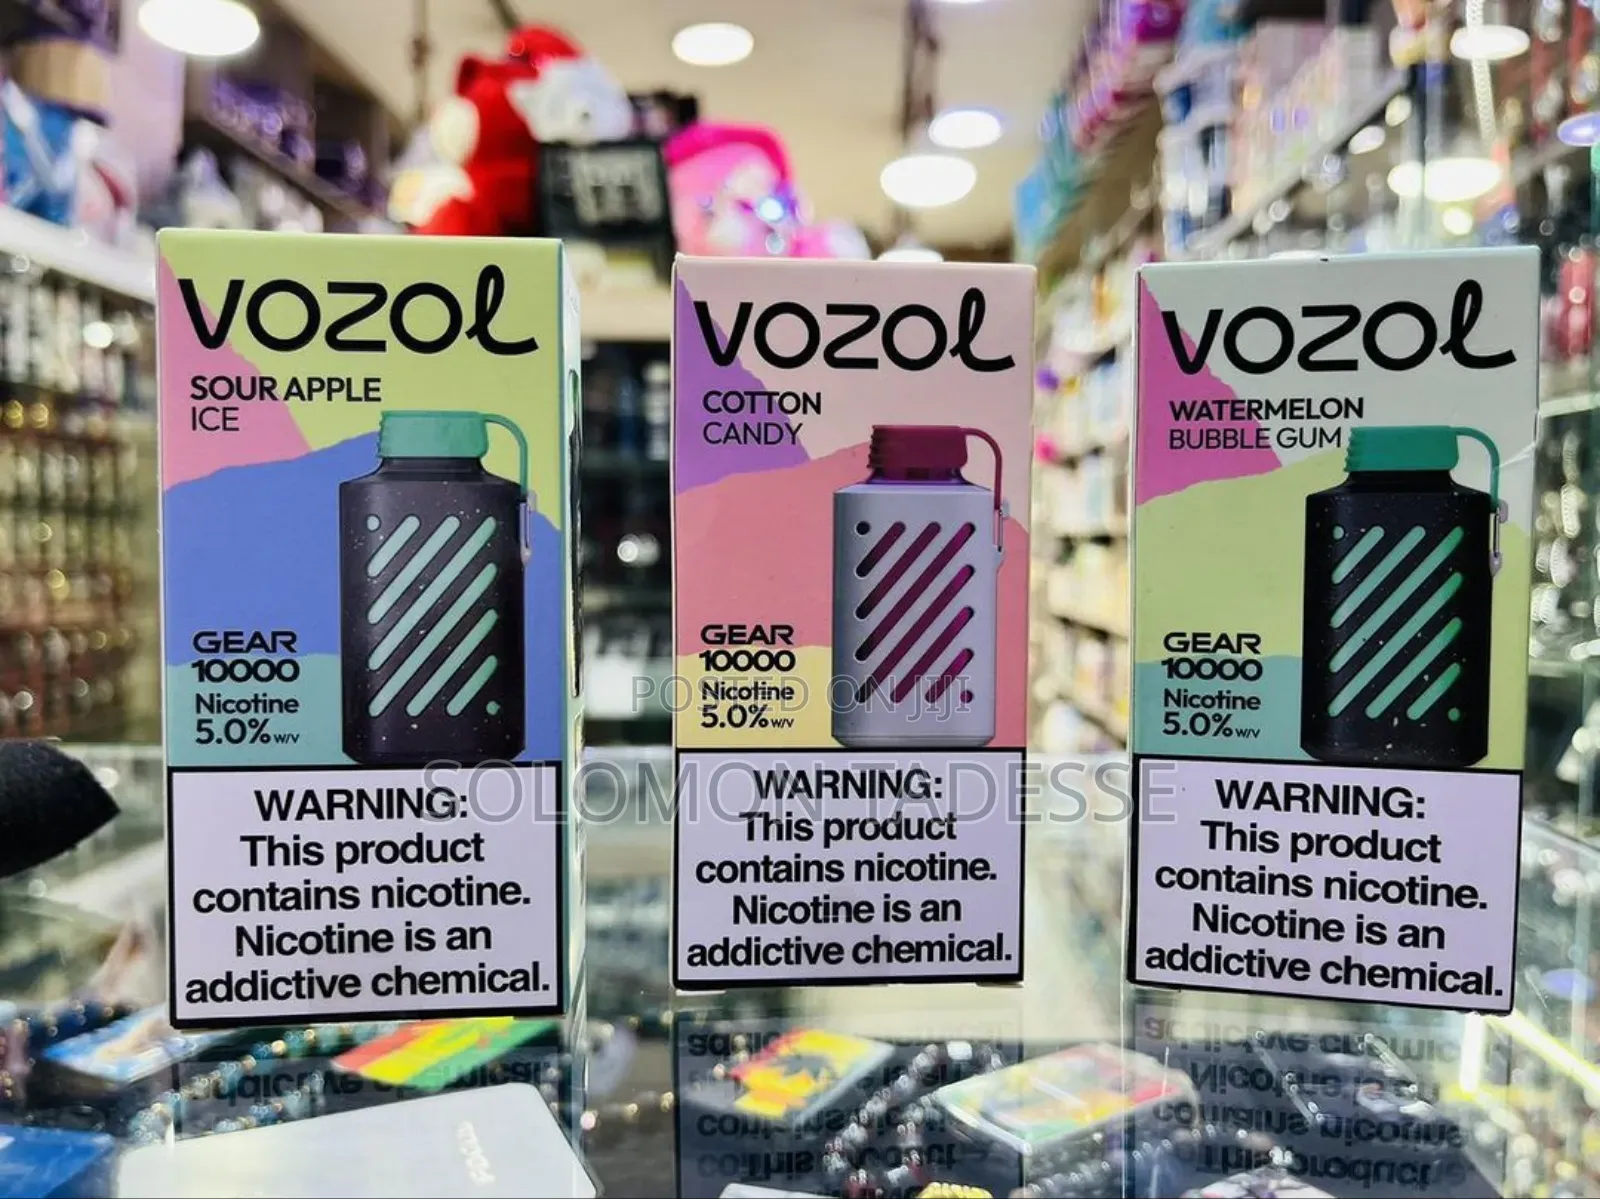 VOZOL
SOUR APPLE
ICE
GEAR
10000
Nicotine
5.0% W/V
WARNING:
This product
contains nicotine.
Nicotine is an
addictive chemical.
VOZOL
COTTON
CANDY
GEAR
10000
Nicotine
5.0% W/V
WARNING:
This product
contains nicotine.
Nicotine is an
addictive chemical.
VOZOL
WATERMELON
BUBBLE GUM
GEAR
10000
Nicotine
5.0% W/V
WARNING:
This product
contains nicotine.
Nicotine is an
addictive chemical.
POSTED ON JIJI
SOLOMON TADESSE